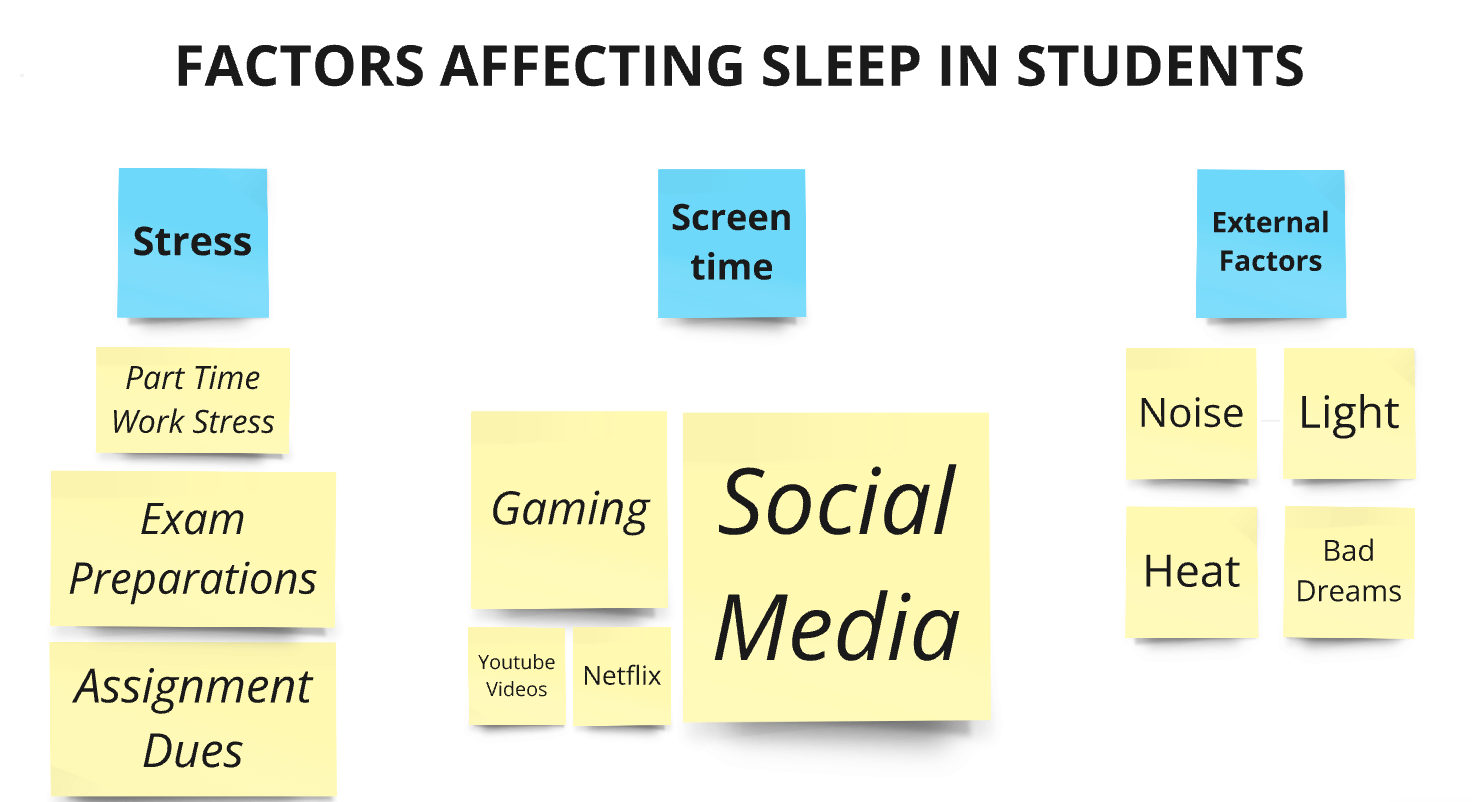 FACTORS AFFECTING SLEEP IN STUDENTS
Stress
Part Time
Work Stress
Exam
Preparations
Assignment
Dues
Screen
time
Gaming
Youtube
Videos
Netflix
Social
Media
External
Factors
Noise
Light
Heat
Bad
Dreams